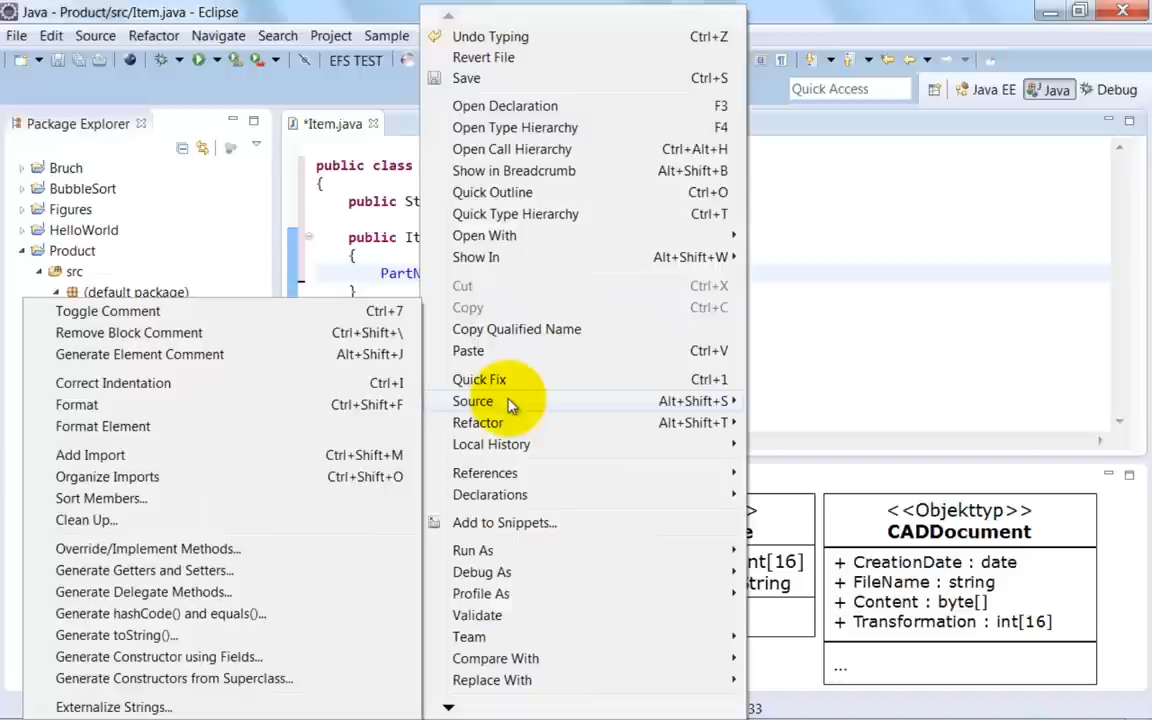 Java - Product/src/Item.java - Eclipse
File Edit Source Refactor Navigate Search Project Sample
EFS TEST
Quick Access
Java EE
Java
Debug
Package Explorer
Bruch
BubbleSort
Figures
HelloWorld
Product
src
(default package)
*Item.java
public class
{
public St
public It
{
PartN
}
Undo Typing Ctrl+Z
Revert File
Save Ctrl+S
Open Declaration F3
Open Type Hierarchy F4
Open Call Hierarchy Ctrl+Alt+H
Show in Breadcrumb Alt+Shift+B
Quick Outline Ctrl+O
Quick Type Hierarchy Ctrl+T
Open With
Show In Alt+Shift+W
Cut Ctrl+X
Copy Ctrl+C
Copy Qualified Name
Paste Ctrl+V
Quick Fix Ctrl+1
Source Alt+Shift+S
Refactor Alt+Shift+T
Local History
References
Declarations
Add to Snippets...
Run As
Debug As
Profile As
Validate
Team
Compare With
Replace With
Toggle Comment Ctrl+7
Remove Block Comment Ctrl+Shift+\
Generate Element Comment Alt+Shift+J
Correct Indentation Ctrl+I
Format Ctrl+Shift+F
Format Element
Add Import Ctrl+Shift+M
Organize Imports Ctrl+Shift+O
Sort Members...
Clean Up...
Override/Implement Methods...
Generate Getters and Setters...
Generate Delegate Methods...
Generate hashCode() and equals()...
Generate toString()...
Generate Constructor using Fields...
Generate Constructors from Superclass...
Externalize Strings...
>
e
nt[16]
tring
<<Objekttyp>>
CADDocument
+ CreationDate : date
+ FileName : string
+ Content : byte[]
+ Transformation : int[16]
...
33